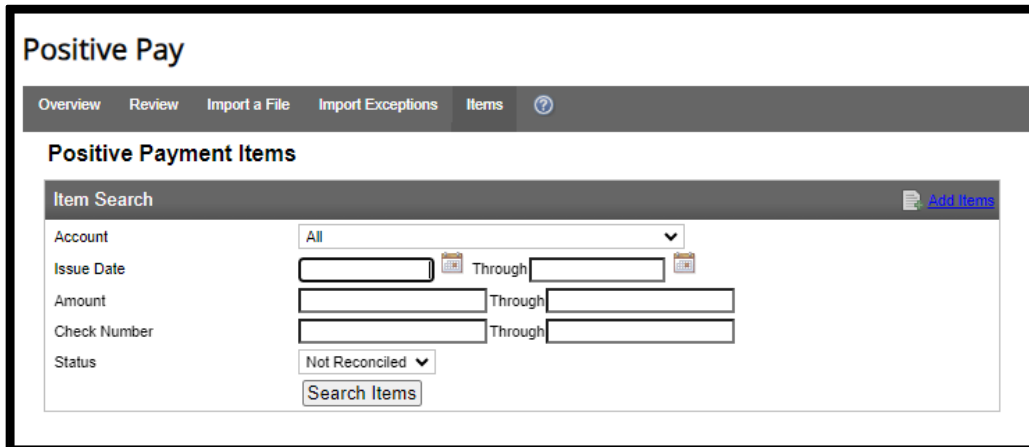 Positive Pay
Overview Review Import a File Import Exceptions Items ?
Positive Payment Items
Item Search Add Items
Account All
Issue Date Through
Amount Through
Check Number Through
Status Not Reconciled
Search Items